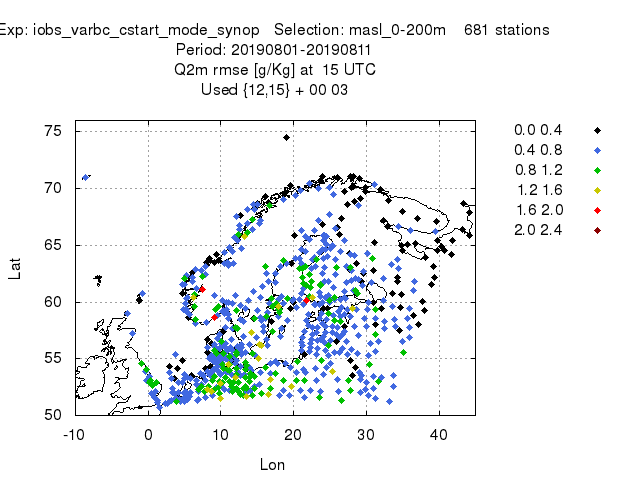 Exp: iobs_varbc_cstart_mode_synop Selection: masl_0-200m 681 stations
Period: 20190801-20190811
Q2m rmse [g/Kg] at 15 UTC
Used {12,15} + 00 03
75
70
65
60
55
50
-10 0 10 20 30 40
Lat
Lon
0.0 0.4
0.4 0.8
0.8 1.2
1.2 1.6
1.6 2.0
2.0 2.4